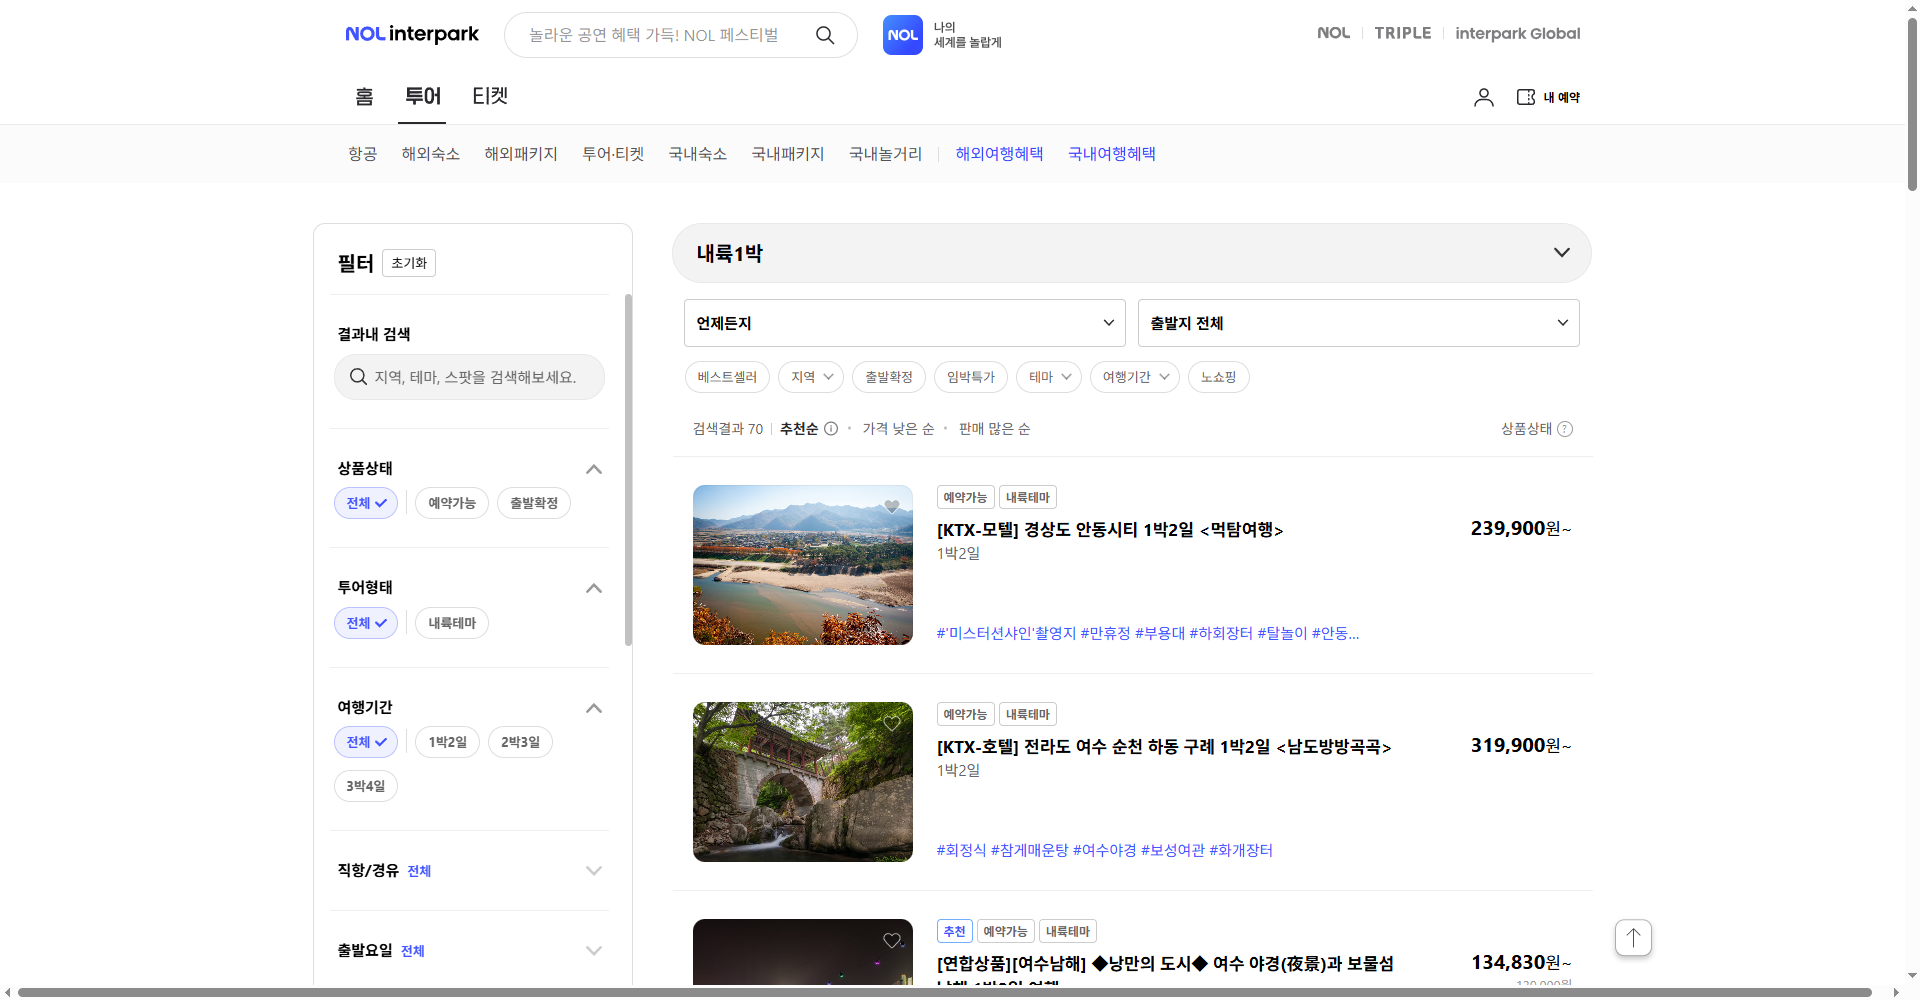 NOL interpark
놀라운 공연 혜택 가득! NOL 페스티벌
NOL
나의
세계를 놀랍게
NOL
TRIPLE
interpark Global
홈
투어
티켓
내 예약
항공
해외숙소
해외패키지
투어·티켓
국내숙소
국내패키지
국내놀거리
해외여행혜택
국내여행혜택
필터
초기화
결과내 검색
지역, 테마, 스팟을 검색해보세요.
상품상태
전체
예약가능
출발확정
투어형태
전체
내륙테마
여행기간
전체
1박2일
2박3일
3박4일
직항/경유 전체
출발요일 전체
내륙1박
언제든지
출발지 전체
베스트셀러
지역
출발확정
임박특가
테마
여행기간
노쇼핑
검색결과 70
추천순
가격 낮은 순
판매 많은 순
상품상태
예약가능
내륙테마
[KTX-모텔] 경상도 안동시티 1박2일 <먹탐여행>
239,900원~
1박2일
#'미스터션샤인'촬영지 #만휴정 #부용대 #하회장터 #탈놀이 #안동...
예약가능
내륙테마
[KTX-호텔] 전라도 여수 순천 하동 구례 1박2일 <남도방방곡곡>
319,900원~
1박2일
#회정식 #참게매운탕 #여수야경 #보성여관 #화개장터
추천
예약가능
내륙테마
[연합상품][여수남해] ◆낭만의 도시◆ 여수 야경(夜景)과 보물섬
134,830원~
남해 1박2일 여행